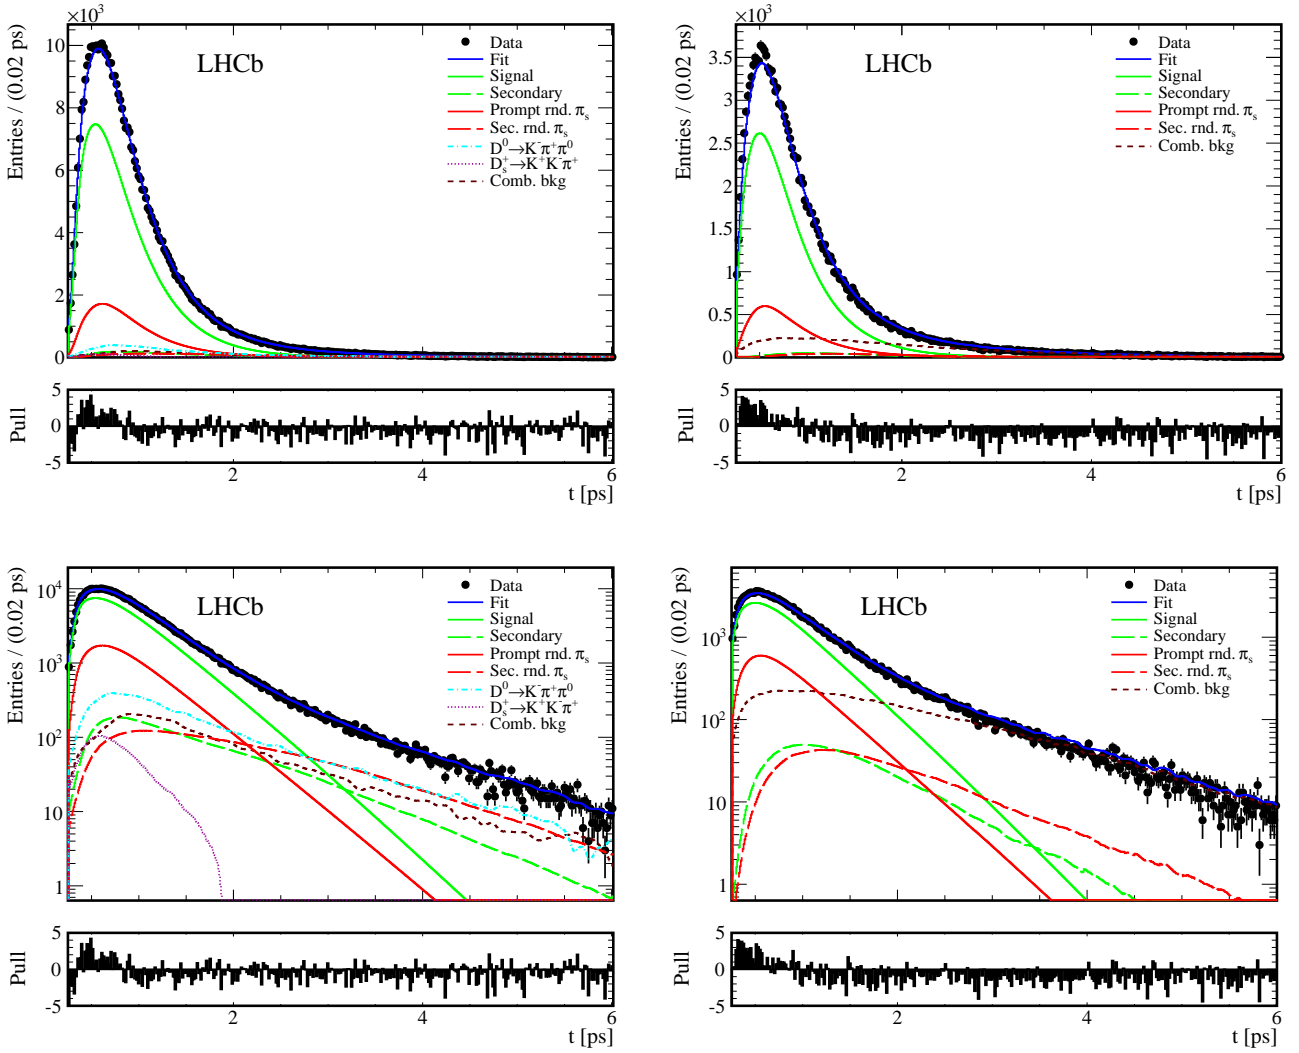 ×10³
Entries / (0.02 ps)
10
8
6
4
2
0
LHCb
Data
Fit
Signal
Secondary
Prompt rnd. πₛ
Sec. rnd. πₛ
D⁰→K⁻π⁺π⁰
Dₛ⁺→K⁺K⁻π⁺
Comb. bkg
Pull
5
0
-5
2
4
6
t [ps]
×10³
Entries / (0.02 ps)
3.5
3
2.5
2
1.5
1
0.5
0
LHCb
Data
Fit
Signal
Secondary
Prompt rnd. πₛ
Sec. rnd. πₛ
Comb. bkg
Pull
5
0
-5
2
4
6
t [ps]
Entries / (0.02 ps)
10⁴
10³
10²
10
1
LHCb
Data
Fit
Signal
Secondary
Prompt rnd. πₛ
Sec. rnd. πₛ
D⁰→K⁻π⁺π⁰
Dₛ⁺→K⁺K⁻π⁺
Comb. bkg
Pull
5
0
-5
2
4
6
t [ps]
Entries / (0.02 ps)
10³
10²
10
1
LHCb
Data
Fit
Signal
Secondary
Prompt rnd. πₛ
Sec. rnd. πₛ
Comb. bkg
Pull
5
0
-5
2
4
6
t [ps]